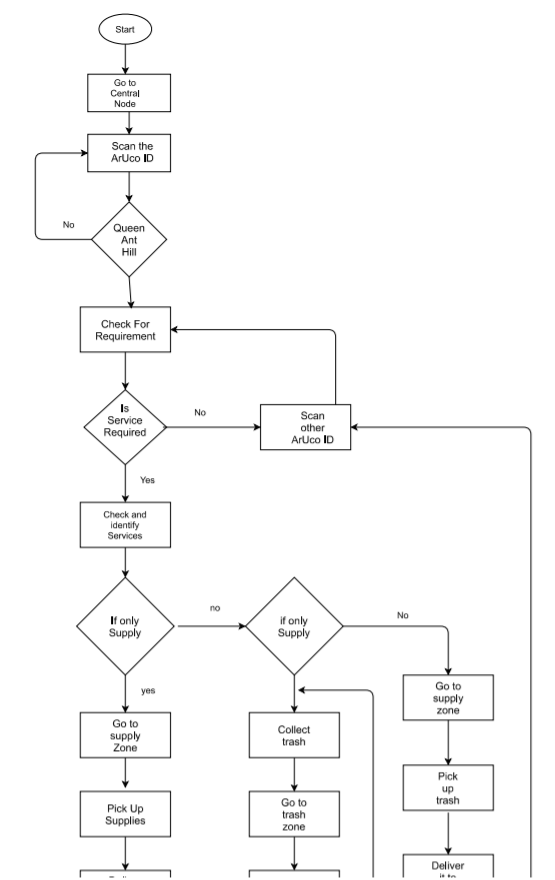 Start
Go to
Central
Node
Scan the
ArUco ID
No
Queen
Ant
Hill
Check For
Requirement
Is
Service
Required
No
Scan
other
ArUco ID
Yes
Check and
identify
Services
If only
Supply
no
if only
Supply
No
yes
Go to
supply
zone
Go to
supply
Zone
Collect
trash
Pick
up
trash
Pick Up
Supplies
Go to
trash
zone
Deliver
it to